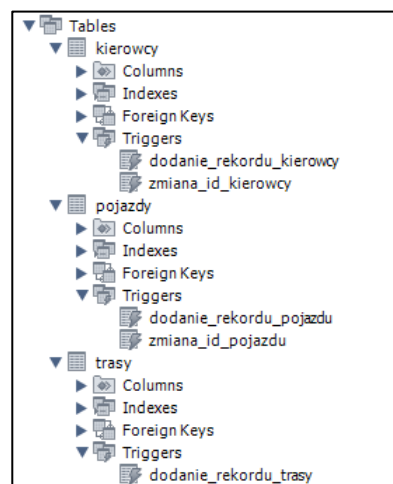 Tables
kierowcy
Columns
Indexes
Foreign Keys
Triggers
dodanie_rekordu_kierowcy
zmiana_id_kierowcy
pojazdy
Columns
Indexes
Foreign Keys
Triggers
dodanie_rekordu_pojazdu
zmiana_id_pojazdu
trasy
Columns
Indexes
Foreign Keys
Triggers
dodanie_rekordu_trasy